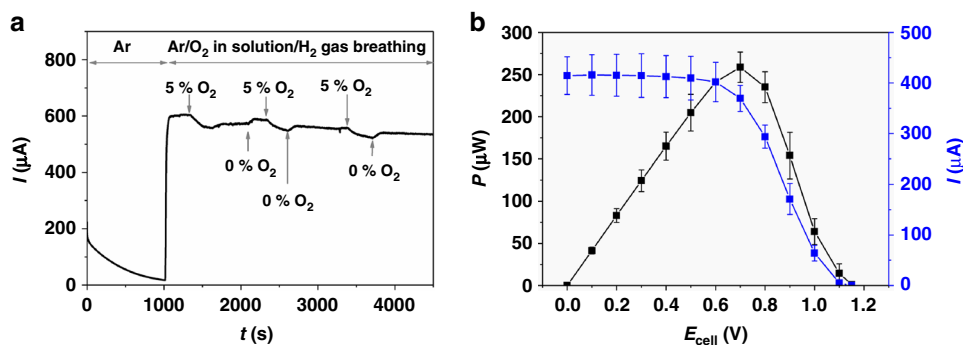 a
Ar
Ar/O2 in solution/H2 gas breathing
5 % O2
5 % O2
5 % O2
0 % O2
0 % O2
0 % O2
800
600
400
200
0
I (μA)
0
1000
2000
3000
4000
t (s)
b
300
250
200
150
100
50
0
P (μW)
500
400
300
200
100
0
I (μA)
0.0
0.2
0.4
0.6
0.8
1.0
1.2
Ecell (V)